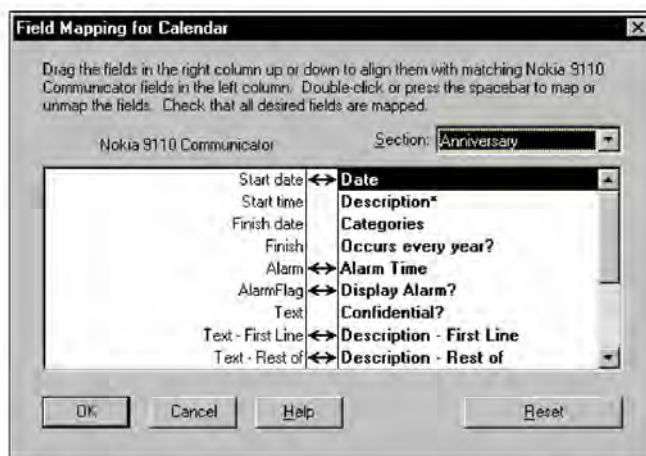 Field Mapping for Calendar
Drag the fields in the right column up or down to align them with matching Nokia 9110
Communicator fields in the left column. Double-click or press the spacebar to map or
unmap the fields. Check that all desired fields are mapped.
Nokia 9110 Communicator
Section: Anniversary
Start date ↔ Date
Start time Description*
Finish date Categories
Finish Occurs every year?
Alarm ↔ Alarm Time
AlarmFlag ↔ Display Alarm?
Text Confidential?
Text - First Line ↔ Description - First Line
Text - Rest of ↔ Description - Rest of
OK Cancel Help Reset